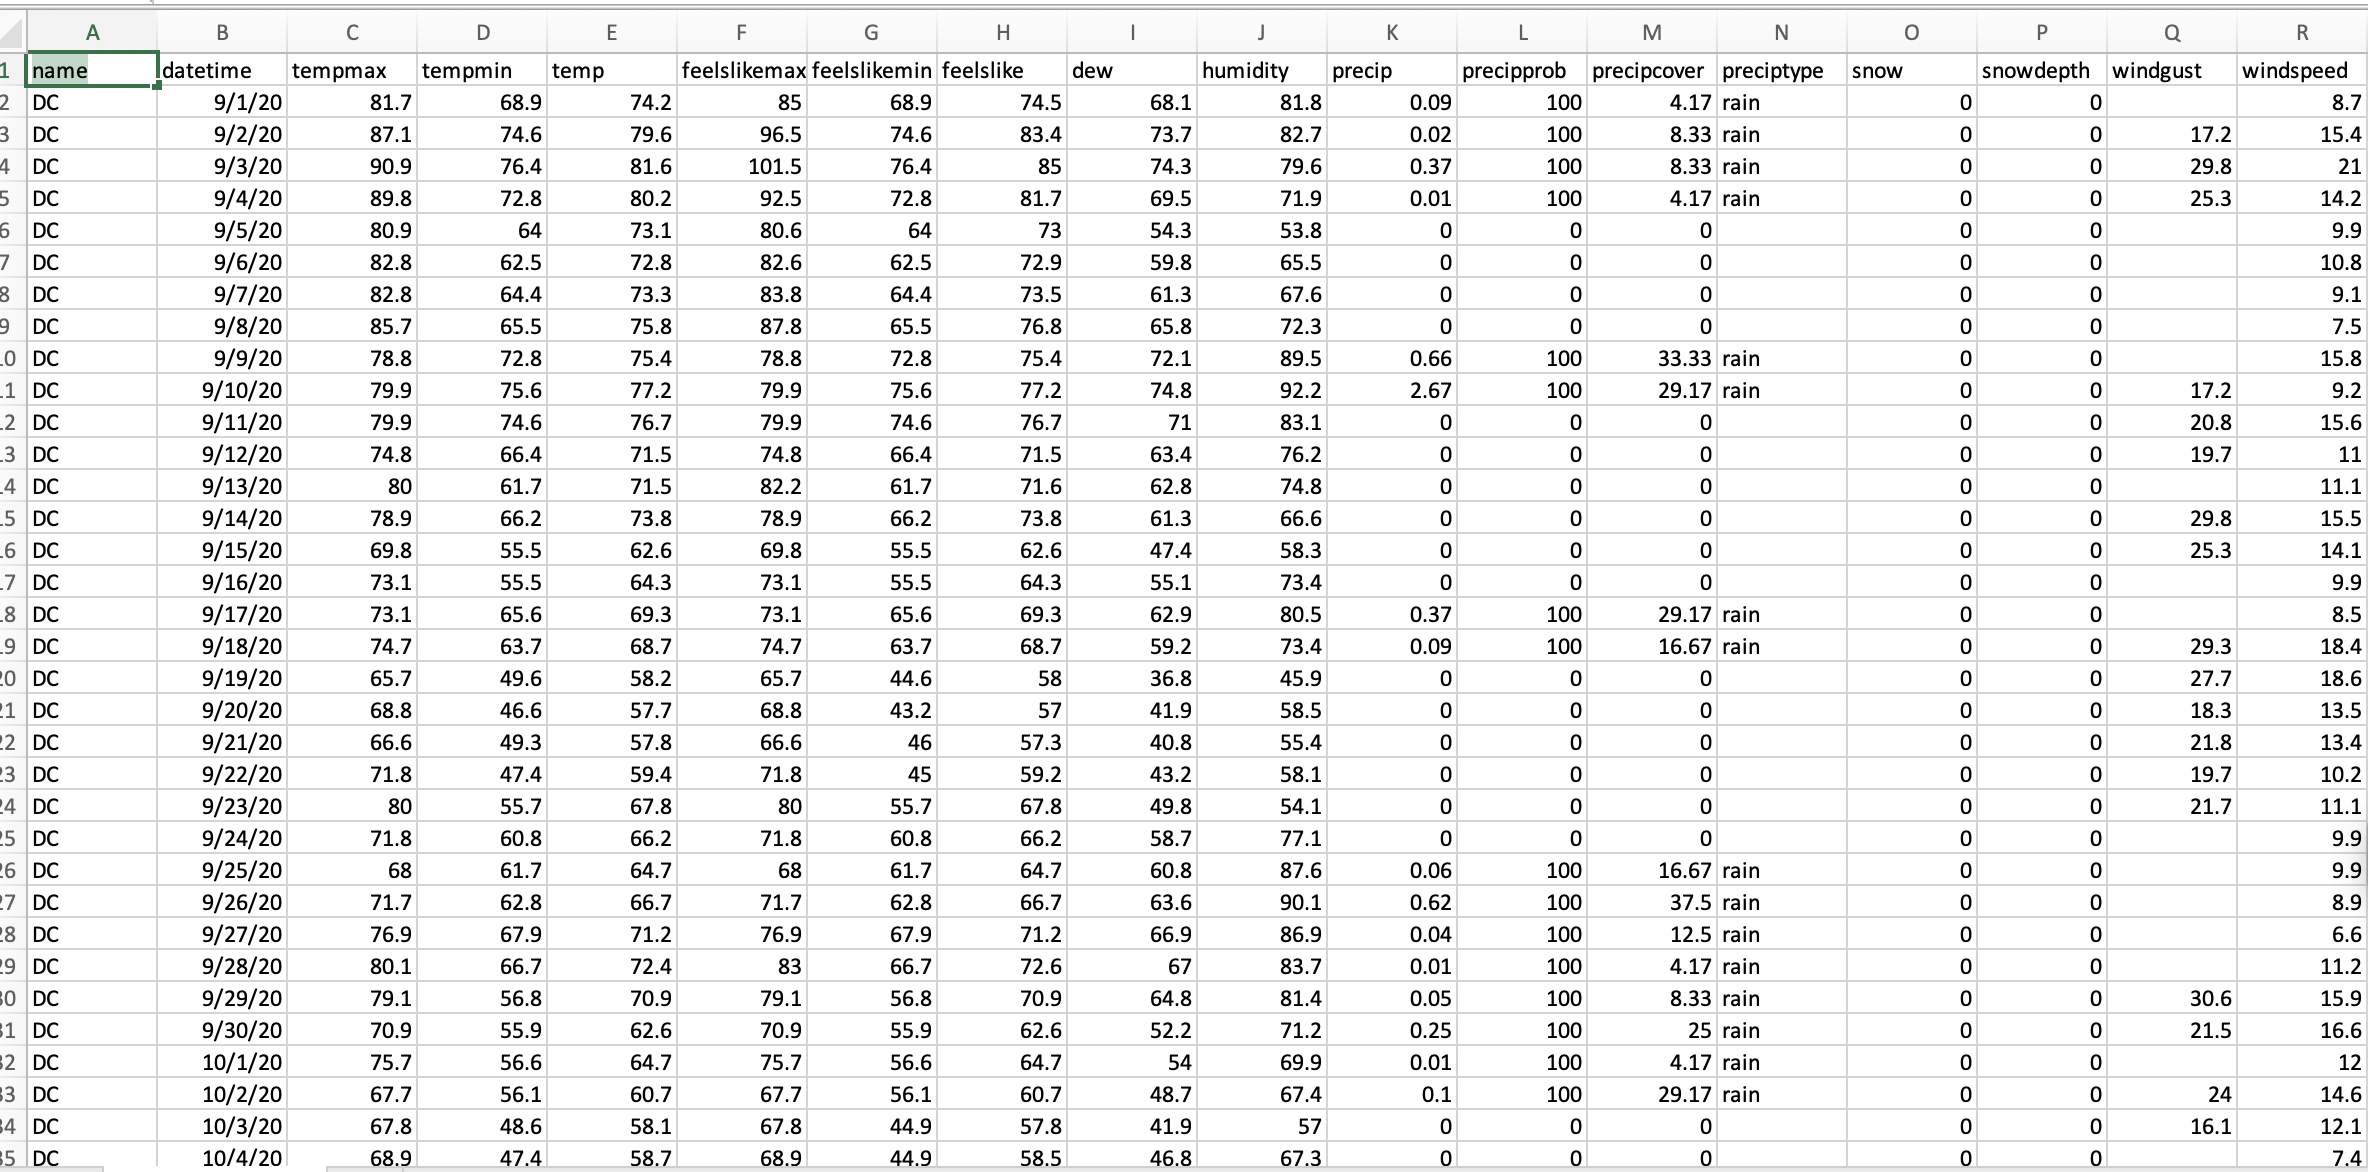 A B C D E F G H I J K L M N O P Q R
1 name datetime tempmax tempmin temp feelslikemax feelslikemin feelslike dew humidity precip precipprob precipcover preciptype snow snowdepth windgust windspeed
2 DC 9/1/20 81.7 68.9 74.2 85 68.9 74.5 68.1 81.8 0.09 100 4.17 rain 0 0 8.7
3 DC 9/2/20 87.1 74.6 79.6 96.5 74.6 83.4 73.7 82.7 0.02 100 8.33 rain 0 0 17.2 15.4
4 DC 9/3/20 90.9 76.4 81.6 101.5 76.4 85 74.3 79.6 0.37 100 8.33 rain 0 0 29.8 21
5 DC 9/4/20 89.8 72.8 80.2 92.5 72.8 81.7 69.5 71.9 0.01 100 4.17 rain 0 0 25.3 14.2
6 DC 9/5/20 80.9 64 73.1 80.6 64 73 54.3 53.8 0 0 0 0 0 9.9
7 DC 9/6/20 82.8 62.5 72.8 82.6 62.5 72.9 59.8 65.5 0 0 0 0 0 10.8
8 DC 9/7/20 82.8 64.4 73.3 83.8 64.4 73.5 61.3 67.6 0 0 0 0 0 9.1
9 DC 9/8/20 85.7 65.5 75.8 87.8 65.5 76.8 65.8 72.3 0 0 0 0 0 7.5
10 DC 9/9/20 78.8 72.8 75.4 78.8 72.8 75.4 72.1 89.5 0.66 100 33.33 rain 0 0 15.8
11 DC 9/10/20 79.9 75.6 77.2 79.9 75.6 77.2 74.8 92.2 2.67 100 29.17 rain 0 0 17.2 9.2
12 DC 9/11/20 79.9 74.6 76.7 79.9 74.6 76.7 71 83.1 0 0 0 0 0 20.8 15.6
13 DC 9/12/20 74.8 66.4 71.5 74.8 66.4 71.5 63.4 76.2 0 0 0 0 0 19.7 11
14 DC 9/13/20 80 61.7 71.5 82.2 61.7 71.6 62.8 74.8 0 0 0 0 0 11.1
15 DC 9/14/20 78.9 66.2 73.8 78.9 66.2 73.8 61.3 66.6 0 0 0 0 0 29.8 15.5
16 DC 9/15/20 69.8 55.5 62.6 69.8 55.5 62.6 47.4 58.3 0 0 0 0 0 25.3 14.1
17 DC 9/16/20 73.1 55.5 64.3 73.1 55.5 64.3 55.1 73.4 0 0 0 0 0 9.9
18 DC 9/17/20 73.1 65.6 69.3 73.1 65.6 69.3 62.9 80.5 0.37 100 29.17 rain 0 0 8.5
19 DC 9/18/20 74.7 63.7 68.7 74.7 63.7 68.7 59.2 73.4 0.09 100 16.67 rain 0 0 29.3 18.4
20 DC 9/19/20 65.7 49.6 58.2 65.7 44.6 58 36.8 45.9 0 0 0 0 0 27.7 18.6
21 DC 9/20/20 68.8 46.6 57.7 68.8 43.2 57 41.9 58.5 0 0 0 0 0 18.3 13.5
22 DC 9/21/20 66.6 49.3 57.8 66.6 46 57.3 40.8 55.4 0 0 0 0 0 21.8 13.4
23 DC 9/22/20 71.8 47.4 59.4 71.8 45 59.2 43.2 58.1 0 0 0 0 0 19.7 10.2
24 DC 9/23/20 80 55.7 67.8 80 55.7 67.8 49.8 54.1 0 0 0 0 0 21.7 11.1
25 DC 9/24/20 71.8 60.8 66.2 71.8 60.8 66.2 58.7 77.1 0 0 0 0 0 9.9
26 DC 9/25/20 68 61.7 64.7 68 61.7 64.7 60.8 87.6 0.06 100 16.67 rain 0 0 9.9
27 DC 9/26/20 71.7 62.8 66.7 71.7 62.8 66.7 63.6 90.1 0.62 100 37.5 rain 0 0 8.9
28 DC 9/27/20 76.9 67.9 71.2 76.9 67.9 71.2 66.9 86.9 0.04 100 12.5 rain 0 0 6.6
29 DC 9/28/20 80.1 66.7 72.4 83 66.7 72.6 67 83.7 0.01 100 4.17 rain 0 0 11.2
30 DC 9/29/20 79.1 56.8 70.9 79.1 56.8 70.9 64.8 81.4 0.05 100 8.33 rain 0 0 30.6 15.9
31 DC 9/30/20 70.9 55.9 62.6 70.9 55.9 62.6 52.2 71.2 0.25 100 25 rain 0 0 21.5 16.6
32 DC 10/1/20 75.7 56.6 64.7 75.7 56.6 64.7 54 69.9 0.01 100 4.17 rain 0 0 12
33 DC 10/2/20 67.7 56.1 60.7 67.7 56.1 60.7 48.7 67.4 0.1 100 29.17 rain 0 0 24 14.6
34 DC 10/3/20 67.8 48.6 58.1 67.8 44.9 57.8 41.9 57 0 0 0 0 0 16.1 12.1
35 DC 10/4/20 68.9 47.4 58.7 68.9 44.9 58.5 46.8 67.3 0 0 0 0 0 7.4